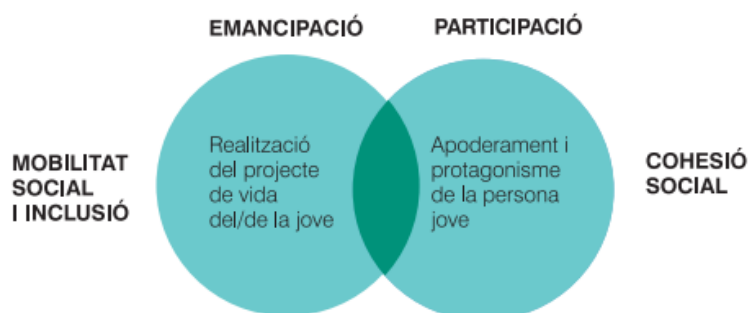 EMANCIPACIÓ
PARTICIPACIÓ
MOBILITAT
SOCIAL
I INCLUSIÓ
Realització
del projecte
de vida
del/de la jove
Apoderament i
protagonisme
de la persona
jove
COHESIÓ
SOCIAL